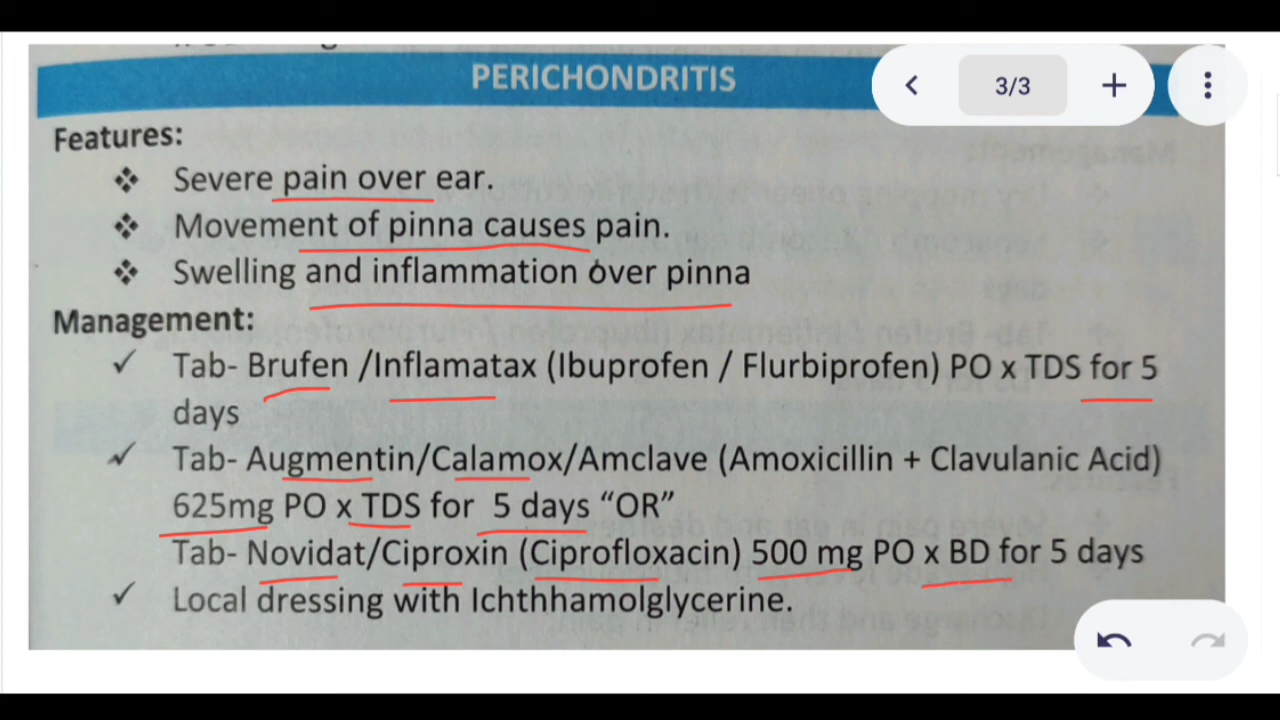 PERICHONDRITIS
3/3
Features:
❖ Severe pain over ear.
❖ Movement of pinna causes pain.
❖ Swelling and inflammation over pinna
Management:
✓ Tab- Brufen /Inflamatax (Ibuprofen / Flurbiprofen) PO x TDS for 5
days
✓ Tab- Augmentin/Calamox/Amclave (Amoxicillin + Clavulanic Acid)
625mg PO x TDS for 5 days “OR”
Tab- Novidat/Ciproxin (Ciprofloxacin) 500 mg PO x BD for 5 days
✓ Local dressing with Ichthhamolglycerine.